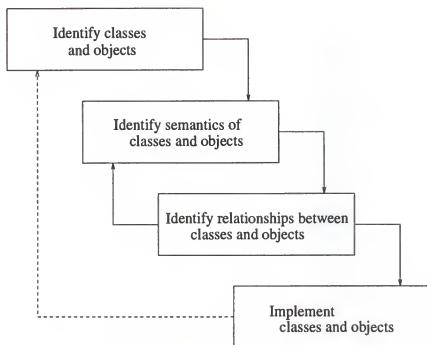 Identify classes
and objects
Identify semantics of
classes and objects
Identify relationships between
classes and objects
Implement
classes and objects